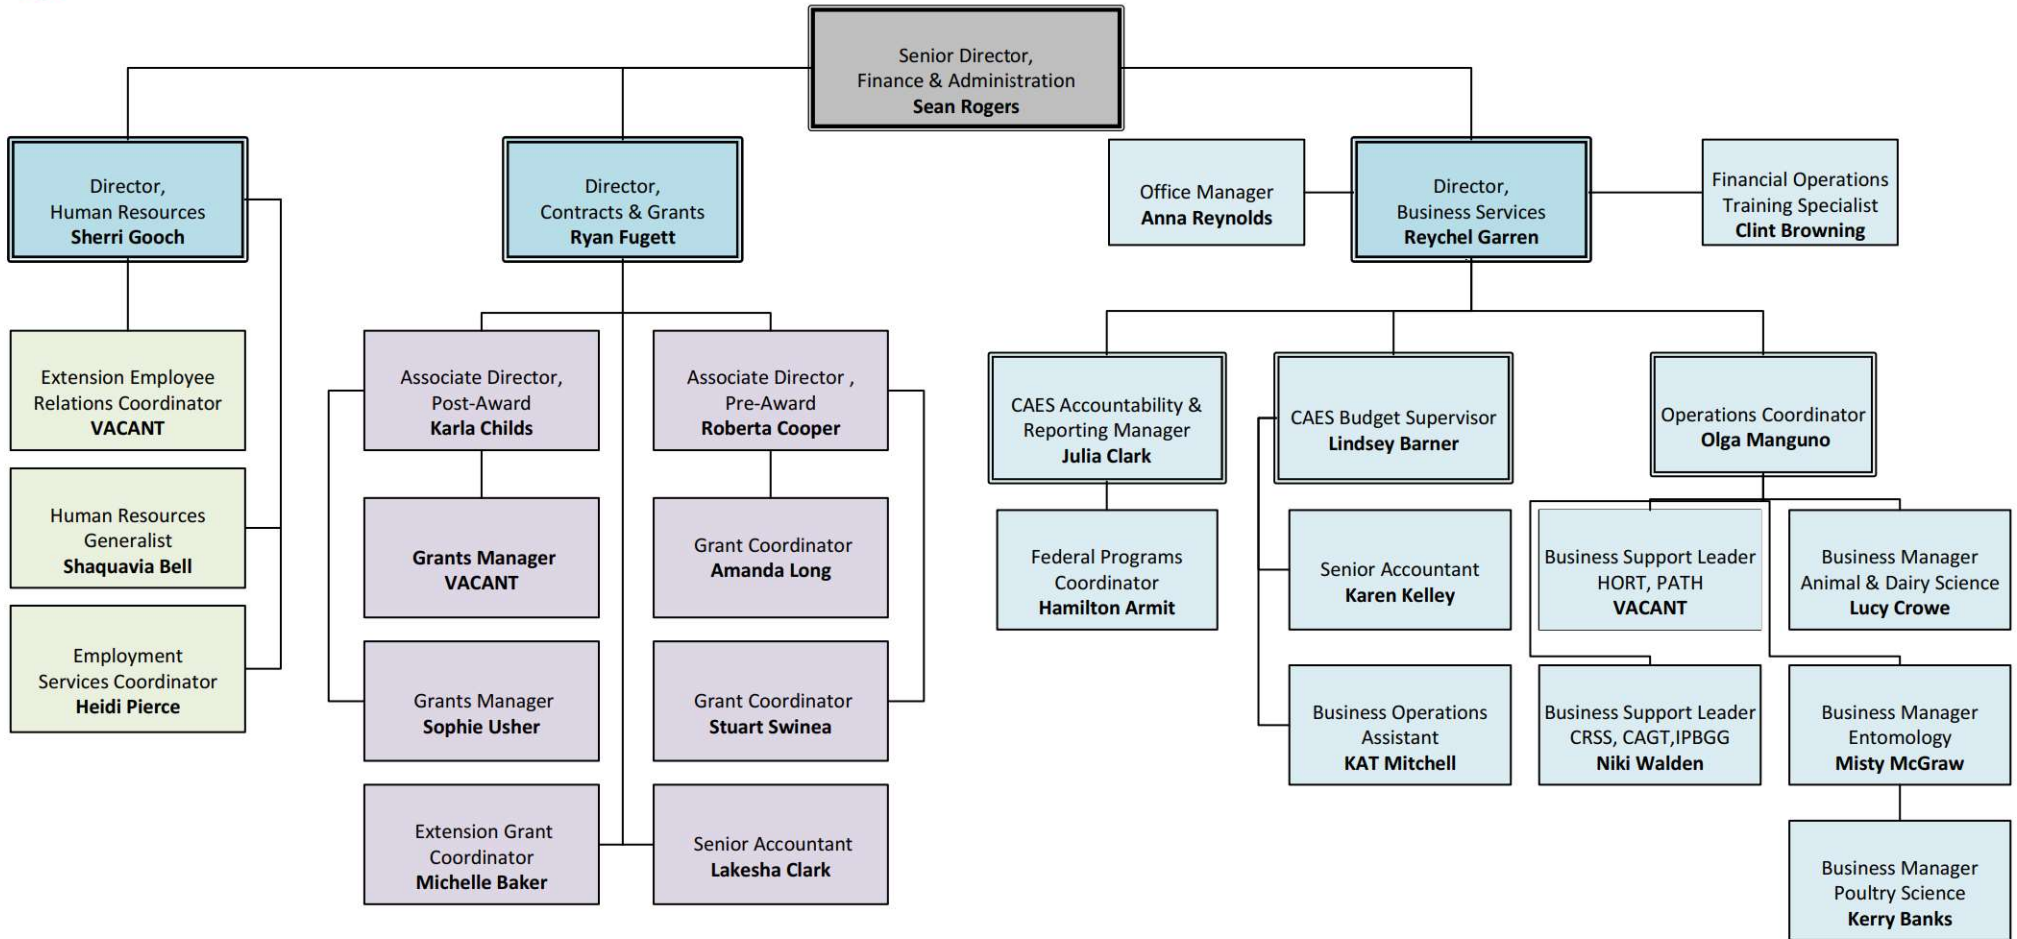 Senior Director,
Finance & Administration
Sean Rogers
Director,
Human Resources
Sherri Gooch
Director,
Contracts & Grants
Ryan Fugett
Office Manager
Anna Reynolds
Director,
Business Services
Reychel Garren
Financial Operations
Training Specialist
Clint Browning
Extension Employee
Relations Coordinator
VACANT
Human Resources
Generalist
Shaquavia Bell
Employment
Services Coordinator
Heidi Pierce
Associate Director,
Post-Award
Karla Childs
Associate Director ,
Pre-Award
Roberta Cooper
Grants Manager
VACANT
Grant Coordinator
Amanda Long
Grants Manager
Sophie Usher
Grant Coordinator
Stuart Swinea
Extension Grant
Coordinator
Michelle Baker
Senior Accountant
Lakesha Clark
CAES Accountability &
Reporting Manager
Julia Clark
CAES Budget Supervisor
Lindsey Barner
Operations Coordinator
Olga Manguno
Federal Programs
Coordinator
Hamilton Armit
Senior Accountant
Karen Kelley
Business Support Leader
HORT, PATH
VACANT
Business Manager
Animal & Dairy Science
Lucy Crowe
Business Operations
Assistant
KAT Mitchell
Business Support Leader
CRSS, CAGT,IPBGG
Niki Walden
Business Manager
Entomology
Misty McGraw
Business Manager
Poultry Science
Kerry Banks